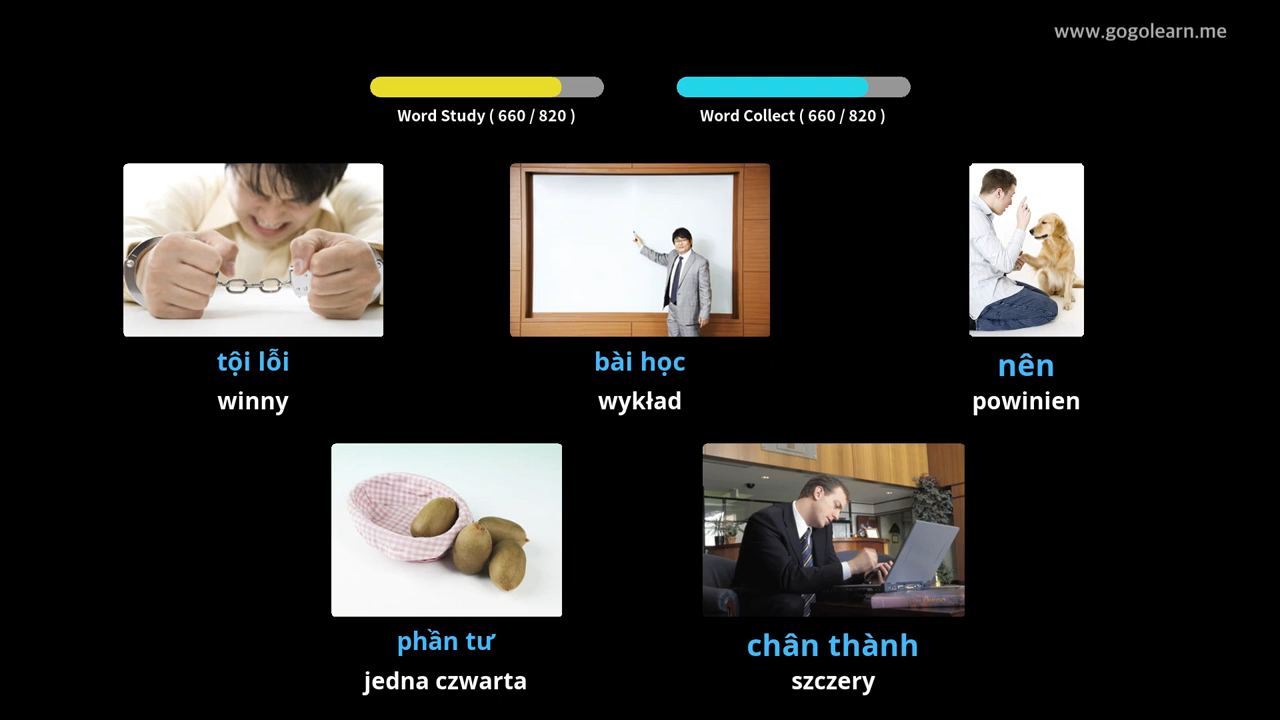 www.gogolearn.me
Word Study ( 660 / 820 )
Word Collect ( 660 / 820 )
tội lỗi
winny
bài học
wykład
nên
powinien
phần tư
jedna czwarta
chân thành
szczery